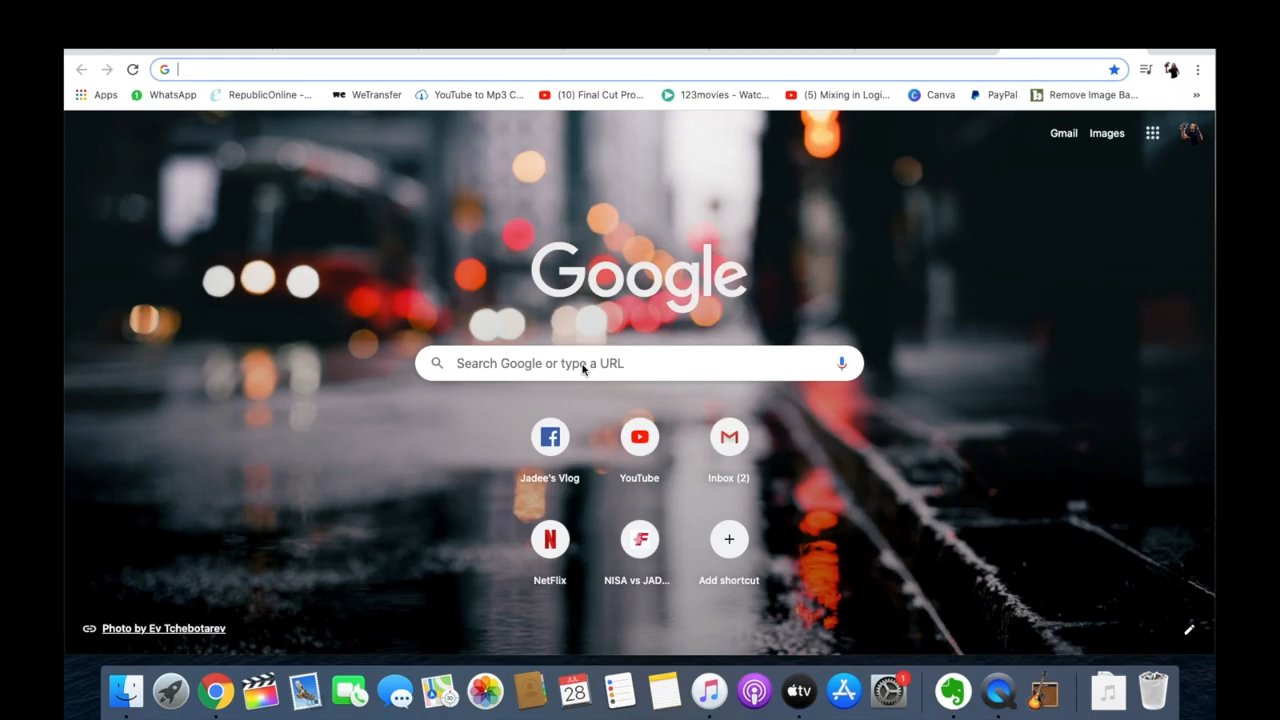 Apps WhatsApp RepublicOnline -... WeTransfer YouTube to Mp3 C... (10) Final Cut Pro... 123movies - Watc... (5) Mixing in Logi... Canva PayPal Remove Image Ba... »
Gmail Images
Google
Search Google or type a URL
Jadee's Vlog YouTube Inbox (2)
NetFlix NISA vs JAD... Add shortcut
Photo by Ev Tchebotarev
JUL
28
tv
1